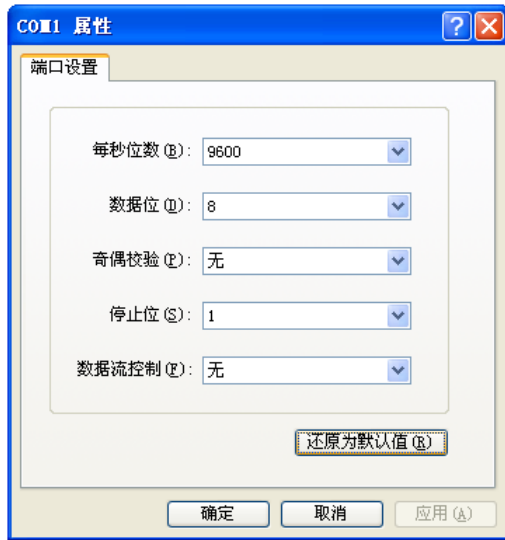 COM1 属性
端口设置
每秒位数(B): 9600
数据位(D): 8
奇偶校验(P): 无
停止位(S): 1
数据流控制(F): 无
还原为默认值(R)
确定 取消 应用(A)